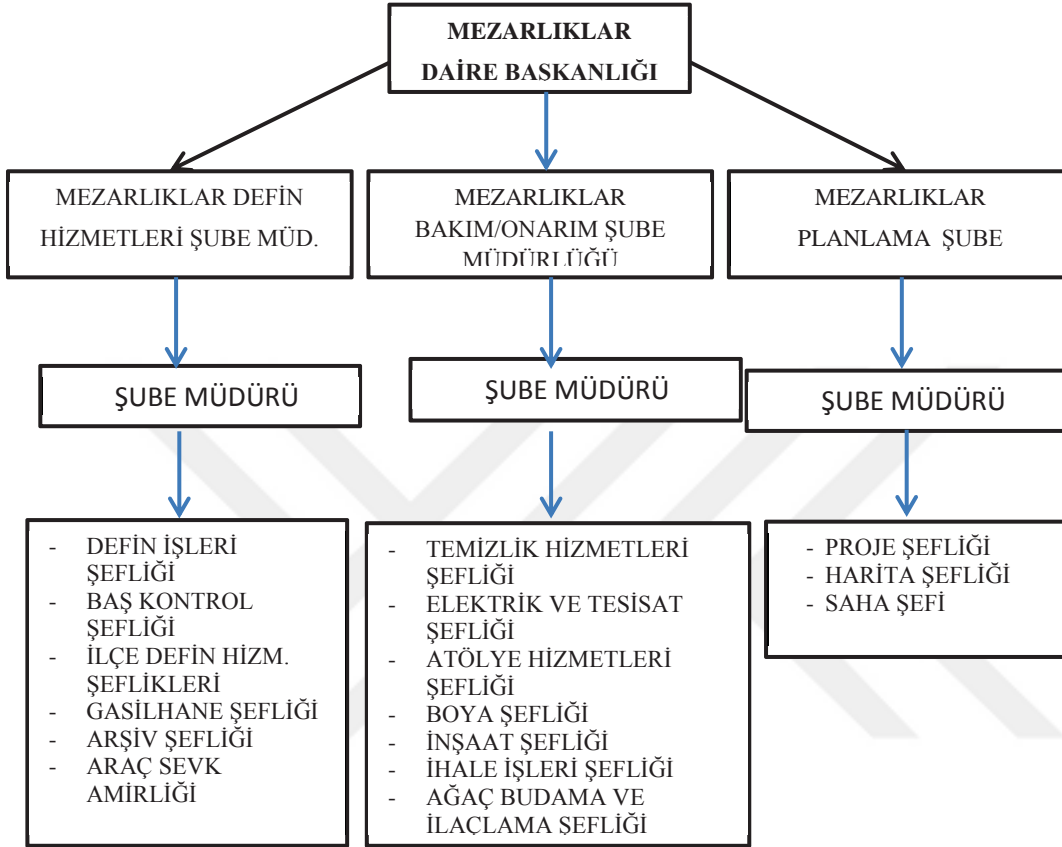 MEZARLIKLAR
DAİRE BAŞKANLIĞI
MEZARLIKLAR DEFİN
HİZMETLERİ ŞUBE MÜD.
MEZARLIKLAR
BAKIM/ONARIM ŞUBE
MÜDÜRLÜĞÜ
MEZARLIKLAR
PLANLAMA ŞUBE
ŞUBE MÜDÜRÜ
ŞUBE MÜDÜRÜ
ŞUBE MÜDÜRÜ
- DEFİN İŞLERİ
ŞEFLİĞİ
- BAŞ KONTROL
ŞEFLİĞİ
- İLÇE DEFİN HİZM.
ŞEFLİKLERİ
- GASİLHANE ŞEFLİĞİ
- ARŞİV ŞEFLİĞİ
- ARAÇ SEVK
AMİRLİĞİ
- TEMİZLİK HİZMETLERİ
ŞEFLİĞİ
- ELEKTRİK VE TESİSAT
ŞEFLİĞİ
- ATÖLYE HİZMETLERİ
ŞEFLİĞİ
- BOYA ŞEFLİĞİ
- İNŞAAT ŞEFLİĞİ
- İHALE İŞLERİ ŞEFLİĞİ
- AĞAÇ BUDAMA VE
İLAÇLAMA ŞEFLİĞİ
- PROJE ŞEFLİĞİ
- HARİTA ŞEFLİĞİ
- SAHA ŞEFİ